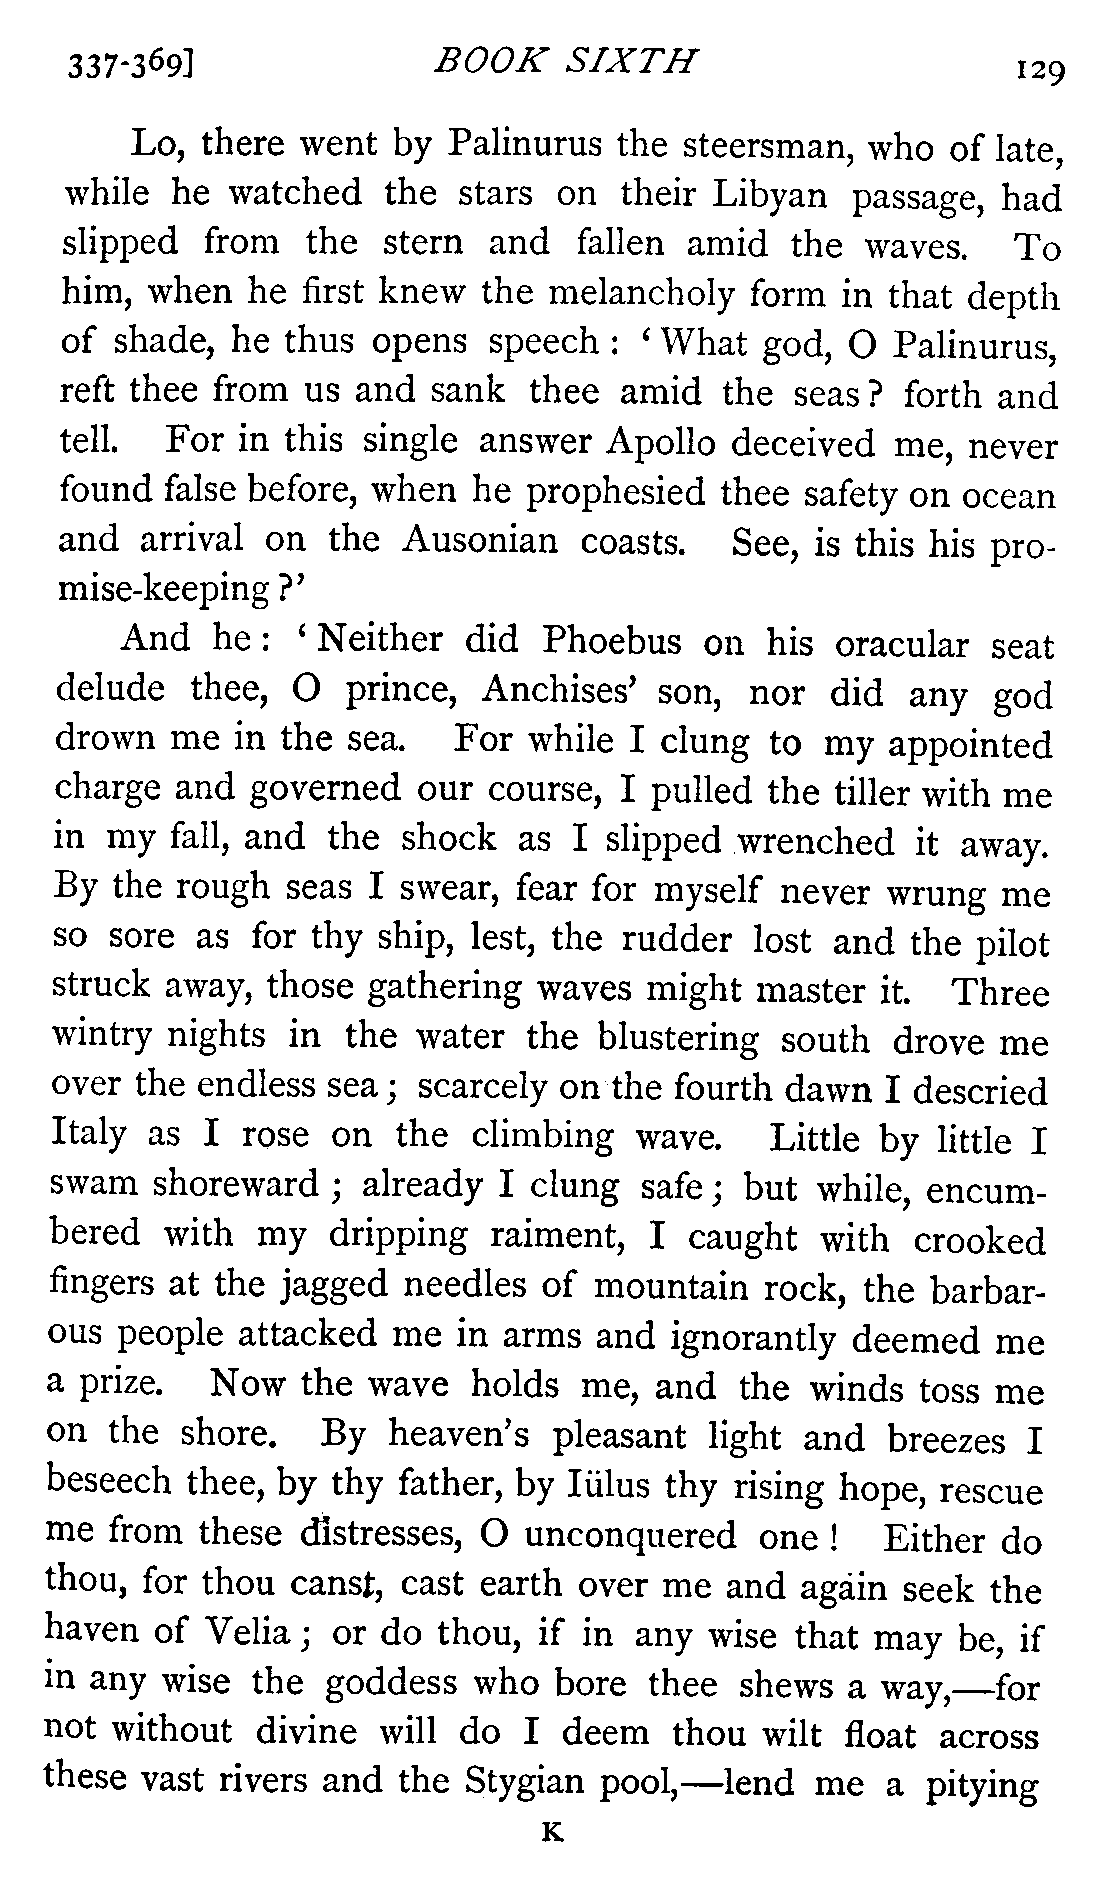 337-369] BOOK SIXTH 129
Lo, there went by Palinurus the steersman, who of late,
while he watched the stars on their Libyan passage, had
slipped from the stern and fallen amid the waves. To
him, when he first knew the melancholy form in that depth
of shade, he thus opens speech : ‘ What god, O Palinurus,
reft thee from us and sank thee amid the seas ? forth and
tell. For in this single answer Apollo deceived me, never
found false before, when he prophesied thee safety on ocean
and arrival on the Ausonian coasts. See, is this his pro-
mise-keeping ?’
And he : ‘ Neither did Phoebus on his oracular seat
delude thee, O prince, Anchises’ son, nor did any god
drown me in the sea. For while I clung to my appointed
charge and governed our course, I pulled the tiller with me
in my fall, and the shock as I slipped wrenched it away.
By the rough seas I swear, fear for myself never wrung me
so sore as for thy ship, lest, the rudder lost and the pilot
struck away, those gathering waves might master it. Three
wintry nights in the water the blustering south drove me
over the endless sea ; scarcely on the fourth dawn I descried
Italy as I rose on the climbing wave. Little by little I
swam shoreward ; already I clung safe ; but while, encum-
bered with my dripping raiment, I caught with crooked
fingers at the jagged needles of mountain rock, the barbar-
ous people attacked me in arms and ignorantly deemed me
a prize. Now the wave holds me, and the winds toss me
on the shore. By heaven’s pleasant light and breezes I
beseech thee, by thy father, by Iülus thy rising hope, rescue
me from these distresses, O unconquered one ! Either do
thou, for thou canst, cast earth over me and again seek the
haven of Velia ; or do thou, if in any wise that may be, if
in any wise the goddess who bore thee shews a way,—for
not without divine will do I deem thou wilt float across
these vast rivers and the Stygian pool,—lend me a pitying
K